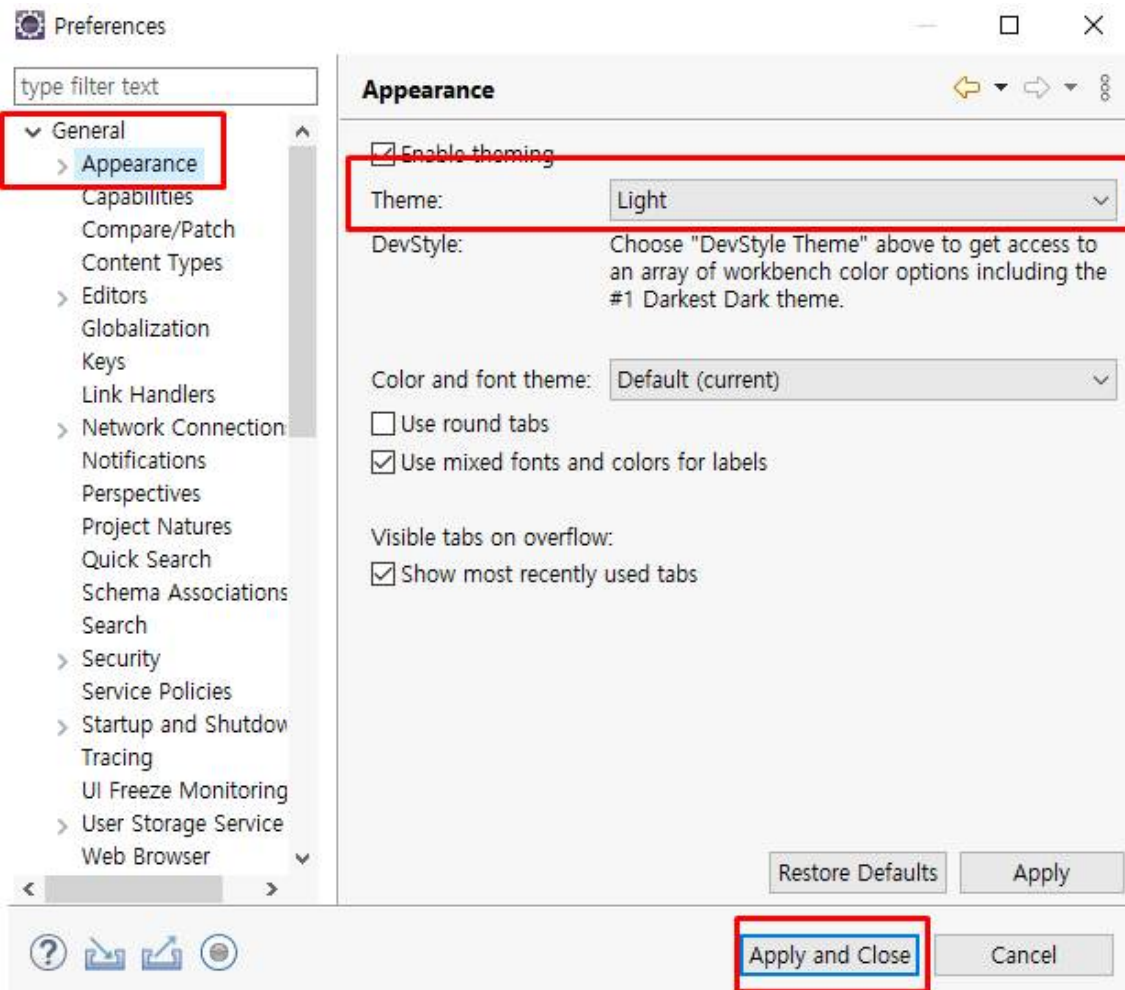 Preferences
type filter text
General
Appearance
Capabilities
Compare/Patch
Content Types
Editors
Globalization
Keys
Link Handlers
Network Connection
Notifications
Perspectives
Project Natures
Quick Search
Schema Associations
Search
Security
Service Policies
Startup and Shutdow
Tracing
UI Freeze Monitoring
User Storage Service
Web Browser
Appearance
Enable theming
Theme: Light
DevStyle: Choose "DevStyle Theme" above to get access to
an array of workbench color options including the
#1 Darkest Dark theme.
Color and font theme: Default (current)
Use round tabs
Use mixed fonts and colors for labels
Visible tabs on overflow:
Show most recently used tabs
Restore Defaults Apply
Apply and Close Cancel